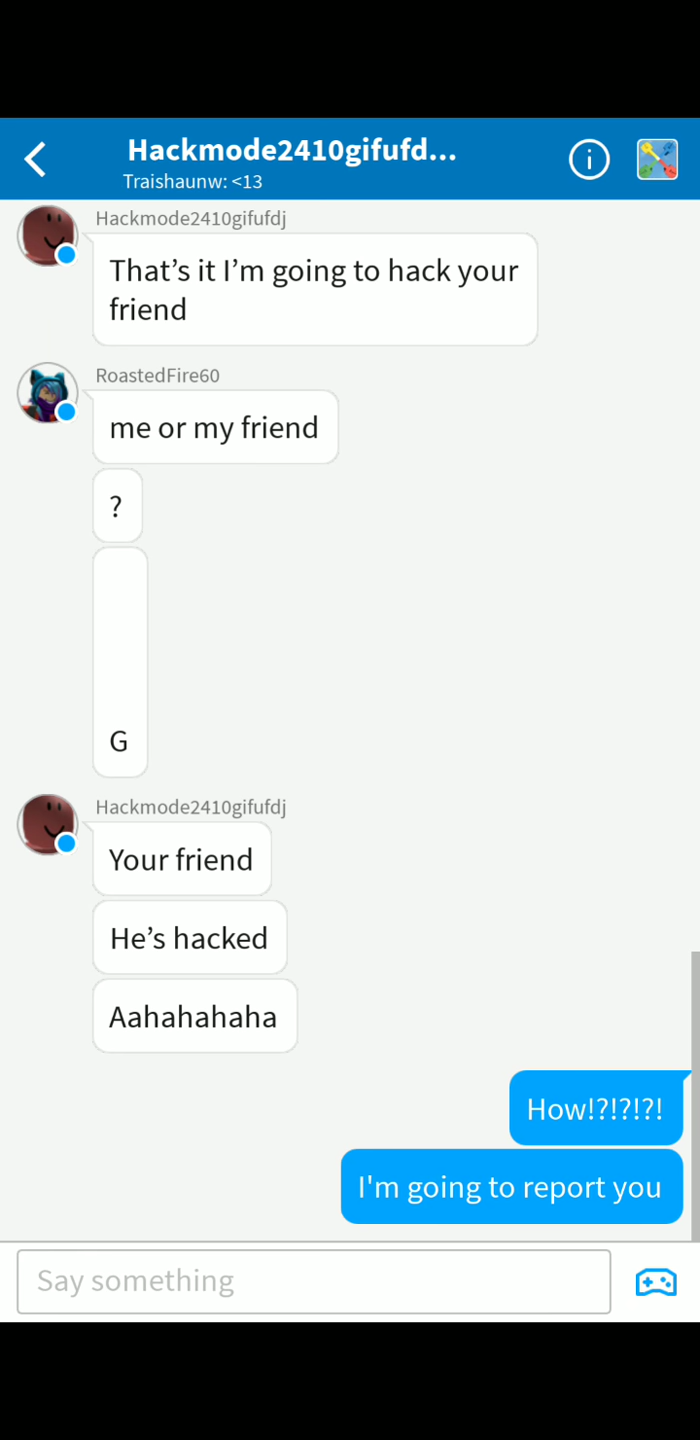 Hackmode2410gifufd...
Traishaunw: <13
Hackmode2410gifufdj
That’s it I’m going to hack your
friend
RoastedFire60
me or my friend
?
G
Hackmode2410gifufdj
Your friend
He’s hacked
Aahahahaha
How!?!?!?!
I'm going to report you
Say something